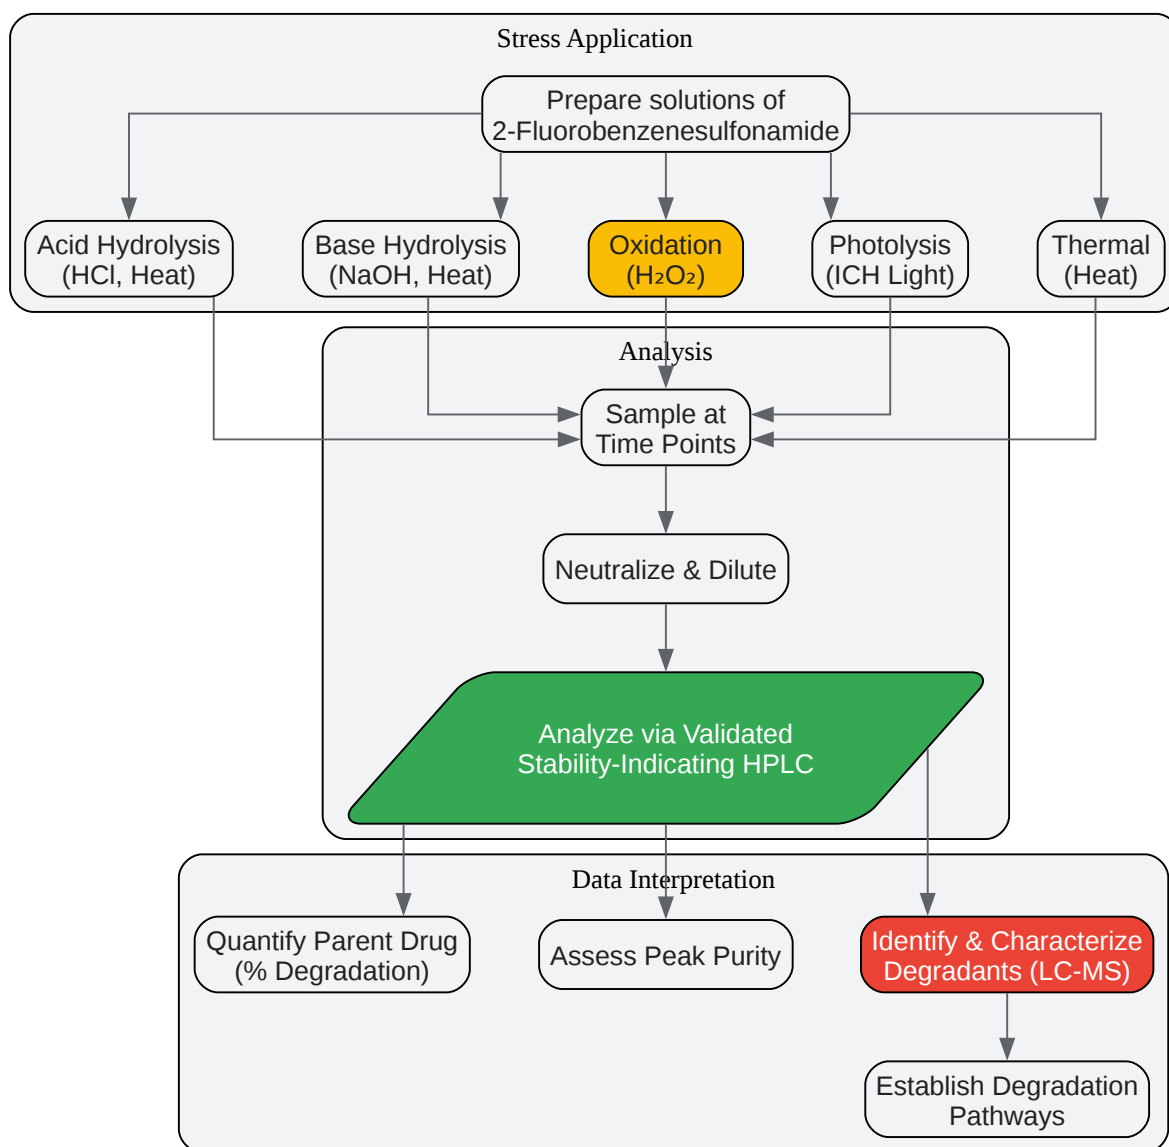 Stress Application
Prepare solutions of
2-Fluorobenzenesulfonamide
Acid Hydrolysis
(HCl, Heat)
Base Hydrolysis
(NaOH, Heat)
Oxidation
(H₂O₂)
Photolysis
(ICH Light)
Thermal
(Heat)
Analysis
Sample at
Time Points
Neutralize & Dilute
Analyze via Validated
Stability-Indicating HPLC
Data Interpretation
Quantify Parent Drug
(% Degradation)
Assess Peak Purity
Identify & Characterize
Degradants (LC-MS)
Establish Degradation
Pathways